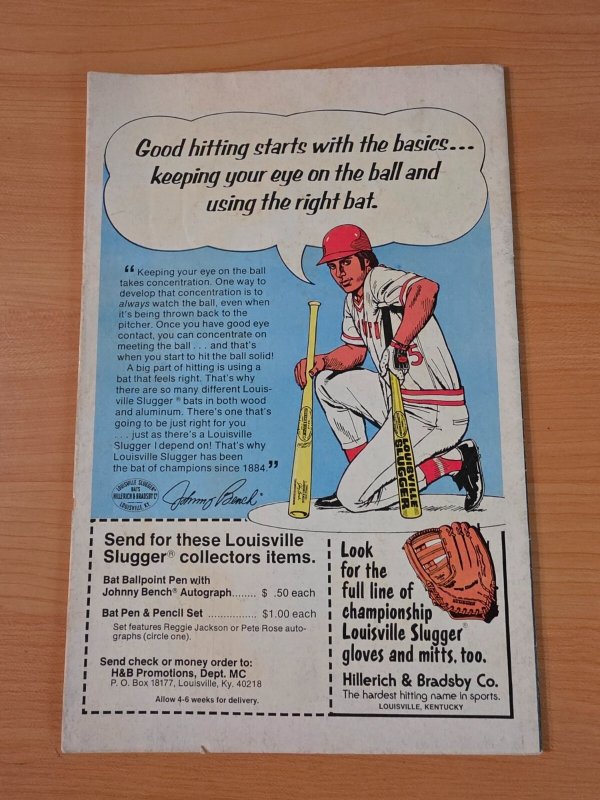 Good hitting starts with the basics...
keeping your eye on the ball and
using the right bat.
“ Keeping your eye on the ball
takes concentration. One way to
develop that concentration is to
always watch the ball, even when
it's being thrown back to the
pitcher. Once you have good eye
contact, you can concentrate on
meeting the ball . . . and that's
when you start to hit the ball solid!
A big part of hitting is using a
bat that feels right. That's why
there are so many different Louis-
ville Slugger® bats in both wood
and aluminum. There's one that's
going to be just right for you
. . . just as there's a Louisville
Slugger I depend on! That's why
Louisville Slugger has been
the bat of champions since 1884.”
LOUISVILLE SLUGGER
BATS
HILLERICH & BRADSBY Co
LOUISVILLE, KY.
Johnny Bench
5
LOUISVILLE
SLUGGER
Send for these Louisville
Slugger® collectors items.
Bat Ballpoint Pen with
Johnny Bench® Autograph........ $ .50 each
Bat Pen & Pencil Set ............... $1.00 each
Set features Reggie Jackson or Pete Rose auto-
graphs (circle one).
Send check or money order to:
H&B Promotions, Dept. MC
P. O. Box 18177, Louisville, Ky. 40218
Allow 4-6 weeks for delivery.
Look
for the
full line of
championship
Louisville Slugger®
gloves and mitts, too.
Hillerich & Bradsby Co.
The hardest hitting name in sports.
LOUISVILLE, KENTUCKY